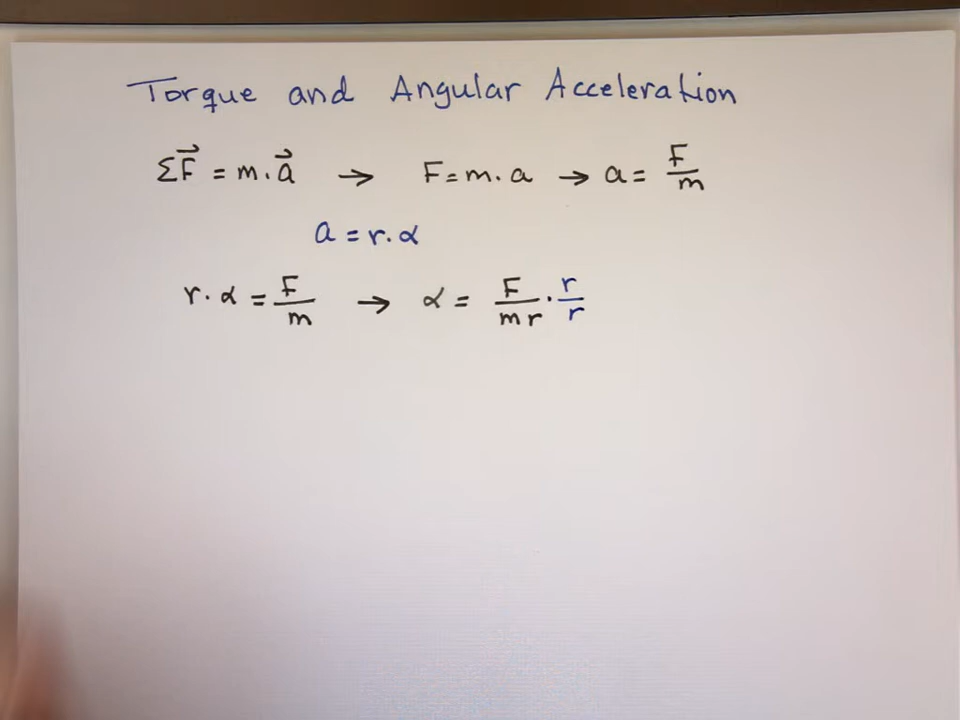 Torque and Angular Acceleration
ΣF⃗ = m·a⃗ → F=m·a → a= F/m
a = r·α
r·α = F/m → α = F/mr · r/r